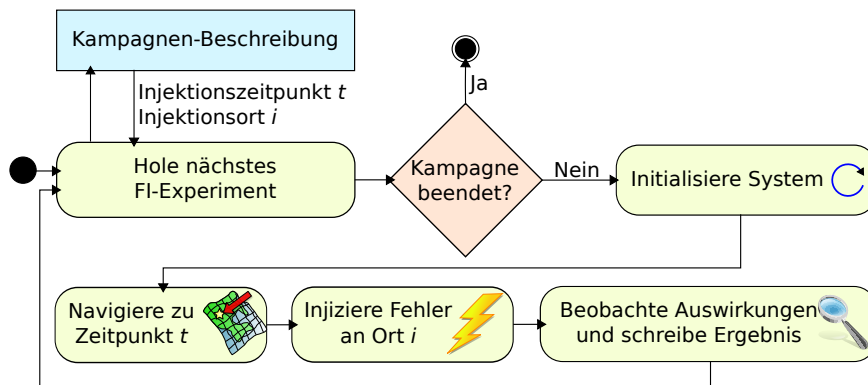 Kampagnen-Beschreibung
Injektionszeitpunkt t
Injektionsort i
Ja
Hole nächstes
FI-Experiment
Kampagne
beendet?
Nein
Initialisiere System
Navigiere zu
Zeitpunkt t
Injiziere Fehler
an Ort i
Beobachte Auswirkungen
und schreibe Ergebnis